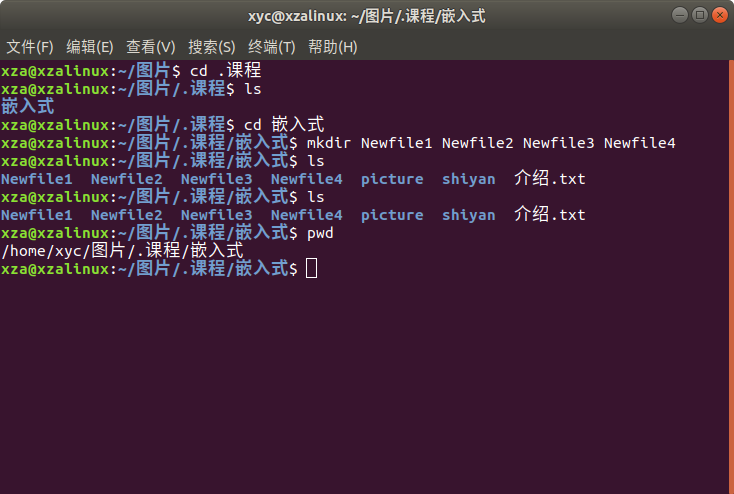 xyc@xzalinux: ~/图片/.课程/嵌入式
文件(F) 编辑(E) 查看(V) 搜索(S) 终端(T) 帮助(H)
xza@xzalinux:~/图片$ cd .课程
xza@xzalinux:~/图片/.课程$ ls
嵌入式
xza@xzalinux:~/图片/.课程$ cd 嵌入式
xza@xzalinux:~/图片/.课程/嵌入式$ mkdir Newfile1 Newfile2 Newfile3 Newfile4
xza@xzalinux:~/图片/.课程/嵌入式$ ls
Newfile1 Newfile2 Newfile3 Newfile4 picture shiyan 介绍.txt
xza@xzalinux:~/图片/.课程/嵌入式$ ls
Newfile1 Newfile2 Newfile3 Newfile4 picture shiyan 介绍.txt
xza@xzalinux:~/图片/.课程/嵌入式$ pwd
/home/xyc/图片/.课程/嵌入式
xza@xzalinux:~/图片/.课程/嵌入式$